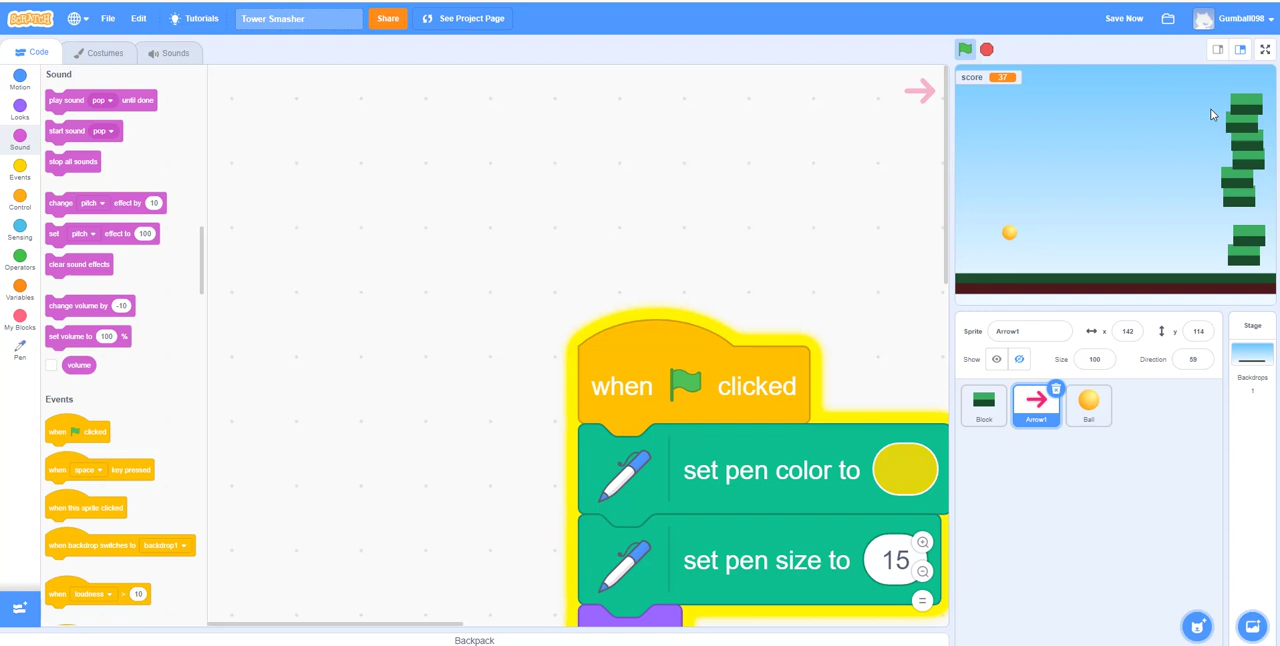 SCRATCH File Edit Tutorials Tower Smasher Share See Project Page Save Now Gumball098
Code Costumes Sounds
Motion
Looks
Sound
Events
Control
Sensing
Operators
Variables
My Blocks
Pen
Sound
play sound pop until done
start sound pop
stop all sounds
change pitch effect by 10
set pitch effect to 100
clear sound effects
change volume by -10
set volume to 100 %
volume
Events
when clicked
when space key pressed
when this sprite clicked
when backdrop switches to backdrop1
when loudness > 10
when clicked
set pen color to
set pen size to 15
score 37
Sprite Arrow1 x 142 y 114
Show Size 100 Direction 59
Block Arrow1 Ball
Stage
Backdrops
1
Backpack